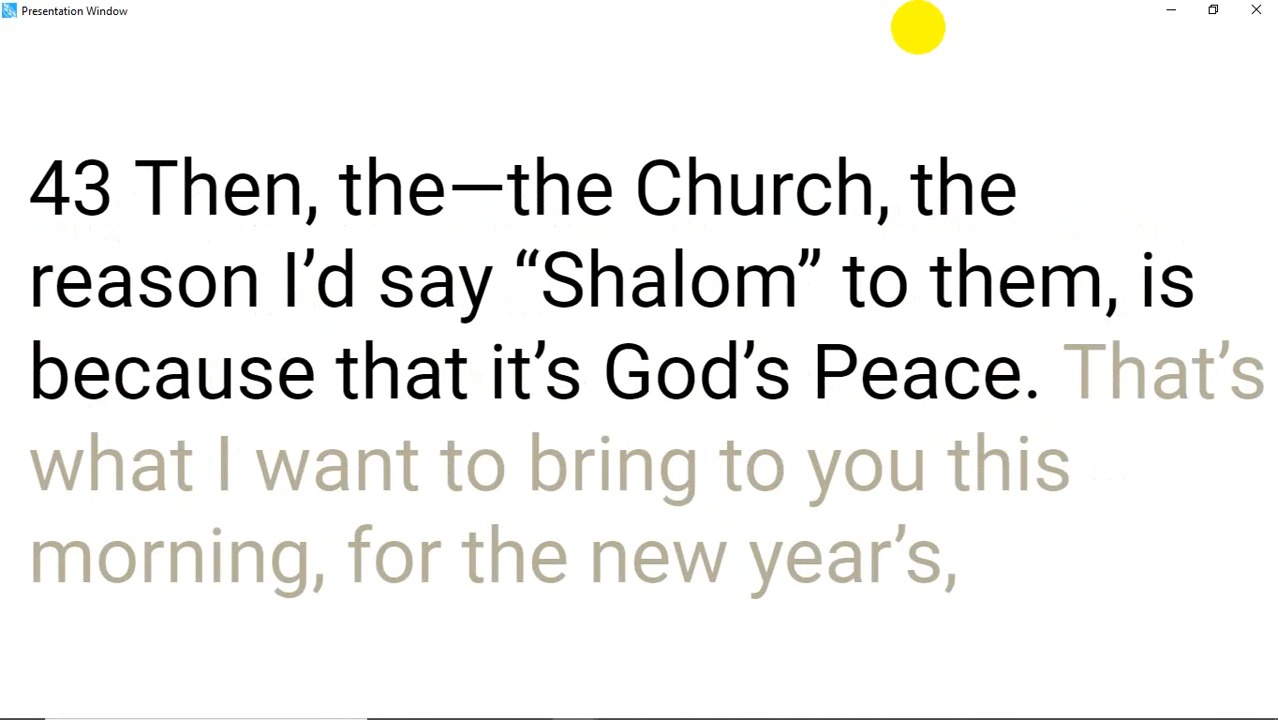 Presentation Window
43 Then, the—the Church, the
reason I’d say “Shalom” to them, is
because that it’s God’s Peace. That’s
what I want to bring to you this
morning, for the new year’s,